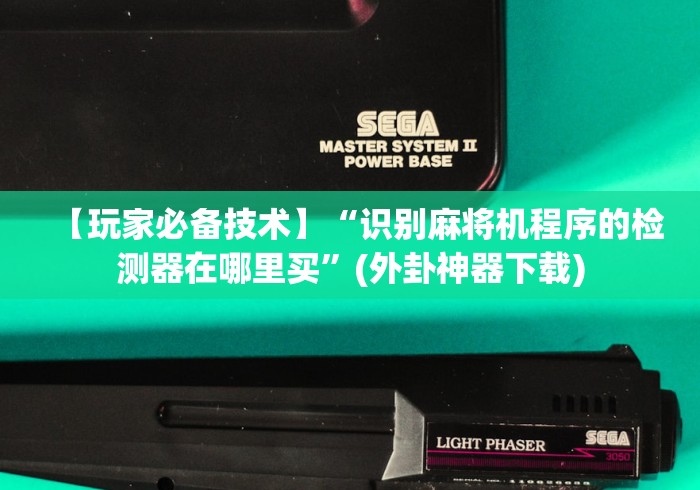 SEGA
MASTER SYSTEM II
POWER BASE
【玩家必备技术】“识别麻将机程序的检
测器在哪里买”(外卦神器下载)
LIGHT PHASER
SEGA
3050